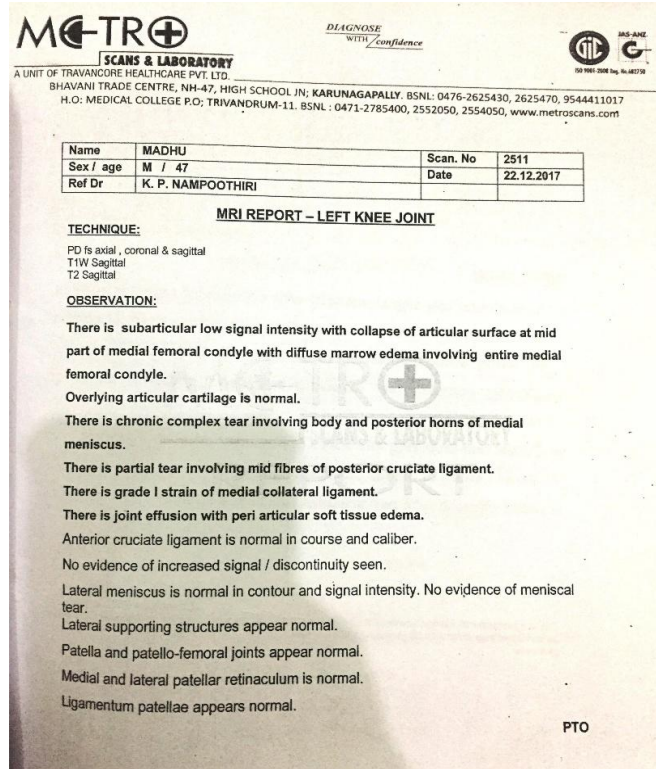 METRO
SCANS & LABORATORY
A UNIT OF TRAVANCORE HEALTHCARE PVT. LTD.
DIAGNOSE
WITH confidence
GIC
JAS-ANZ
ISO 9001-2008 Reg. No.
BHAVANI TRADE CENTRE, NH-47, HIGH SCHOOL JN; KARUNAGAPALLY. BSNL: 0476-2625430, 2625470, 9544411017
H.O: MEDICAL COLLEGE P.O; TRIVANDRUM-11. BSNL : 0471-2785400, 2552050, 2554050, www.metroscans.com
Name MADHU Scan. No 2511
Sex / age M / 47 Date 22.12.2017
Ref Dr K. P. NAMPOOTHIRI
MRI REPORT – LEFT KNEE JOINT
TECHNIQUE:
PD fs axial , coronal & sagittal
T1W Sagittal
T2 Sagittal
OBSERVATION:
There is subarticular low signal intensity with collapse of articular surface at mid
part of medial femoral condyle with diffuse marrow edema involving entire medial
femoral condyle.
Overlying articular cartilage is normal.
There is chronic complex tear involving body and posterior horns of medial
meniscus.
There is partial tear involving mid fibres of posterior cruciate ligament.
There is grade I strain of medial collateral ligament.
There is joint effusion with peri articular soft tissue edema.
Anterior cruciate ligament is normal in course and caliber.
No evidence of increased signal / discontinuity seen.
Lateral meniscus is normal in contour and signal intensity. No evidence of meniscal
tear.
Lateral supporting structures appear normal.
Patella and patello-femoral joints appear normal.
Medial and lateral patellar retinaculum is normal.
Ligamentum patellae appears normal.
PTO